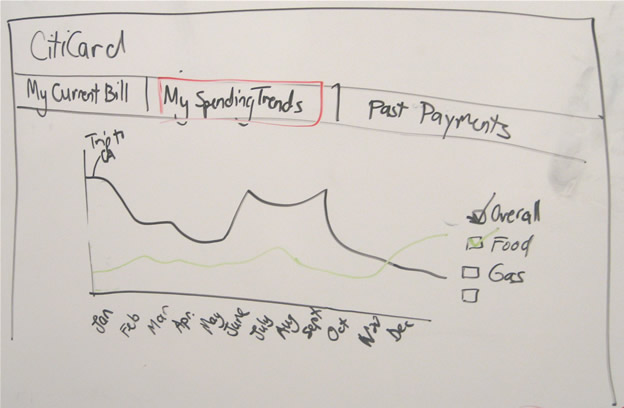 CitiCard
My Current Bill
My Spending Trends
Past Payments
Trip to
CA
Overall
Food
Gas
Jan Feb Mar Apr. May June July Aug Sept Oct Nov Dec